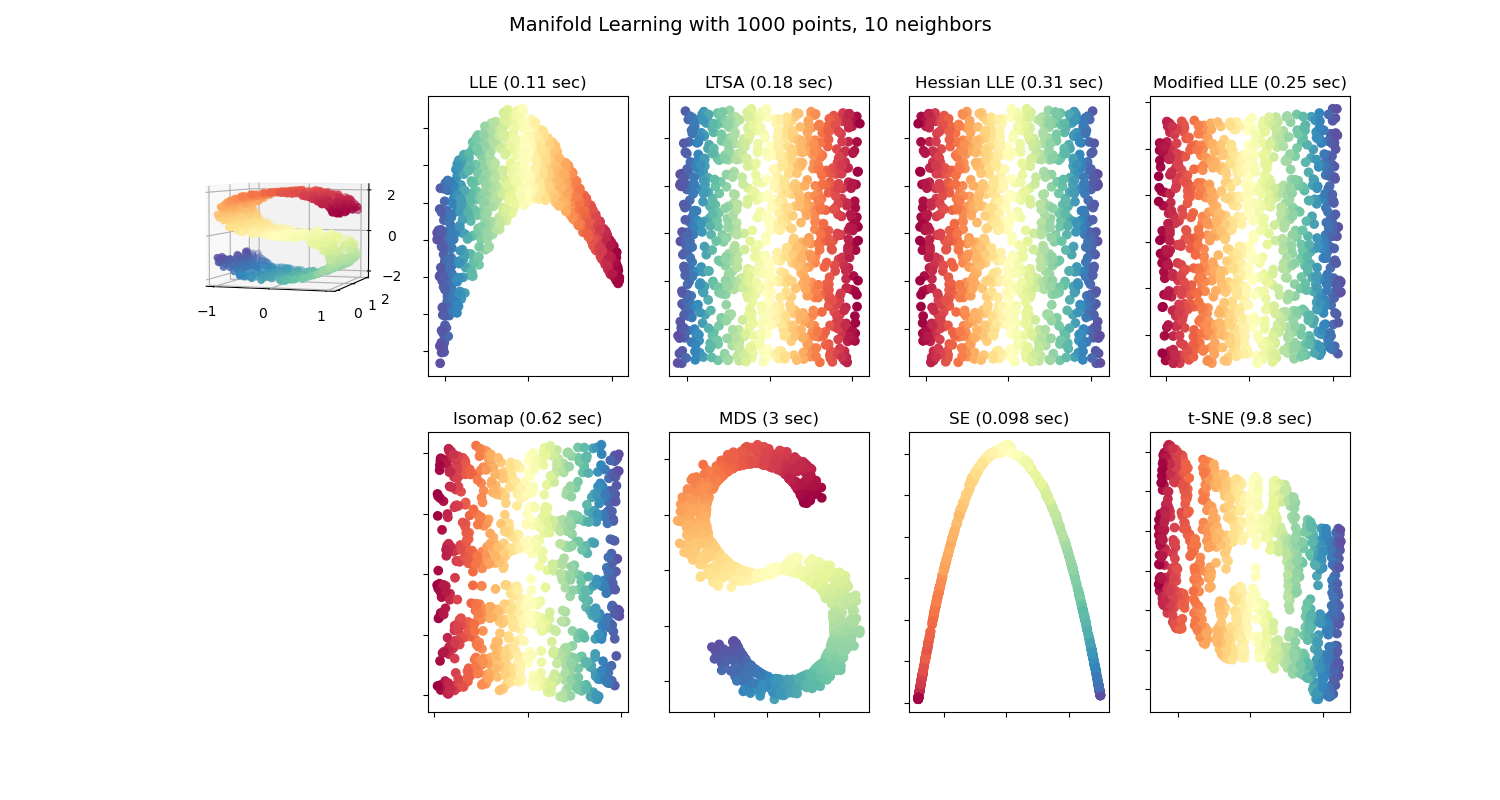 Manifold Learning with 1000 points, 10 neighbors
LLE (0.11 sec)
LTSA (0.18 sec)
Hessian LLE (0.31 sec)
Modified LLE (0.25 sec)
2
0
−2
−1
0
1
0
1
2
Isomap (0.62 sec)
MDS (3 sec)
SE (0.098 sec)
t-SNE (9.8 sec)